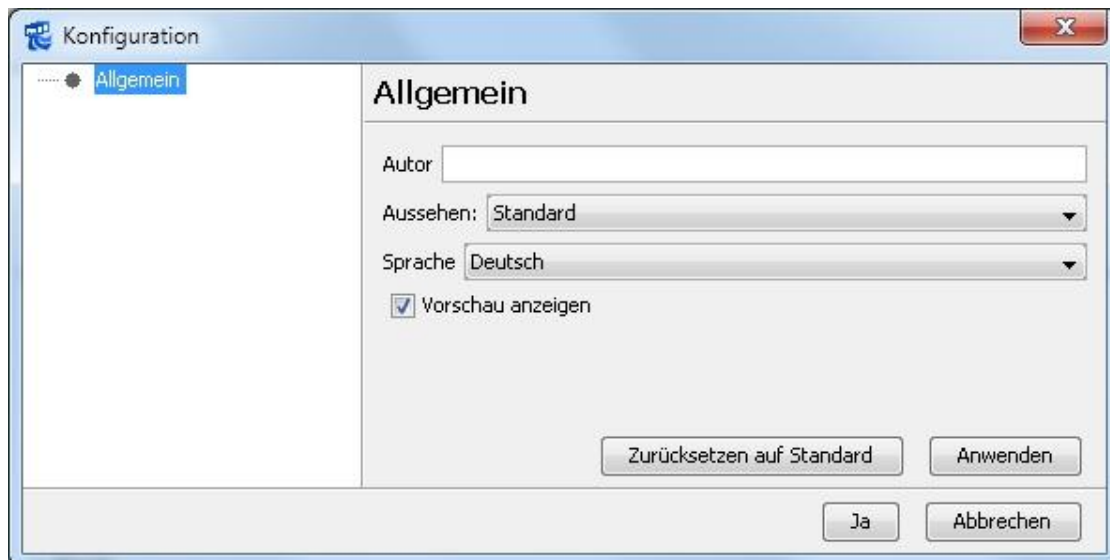 Konfiguration
Allgemein
Allgemein
Autor
Aussehen: Standard
Sprache Deutsch
Vorschau anzeigen
Zurücksetzen auf Standard Anwenden
Ja Abbrechen